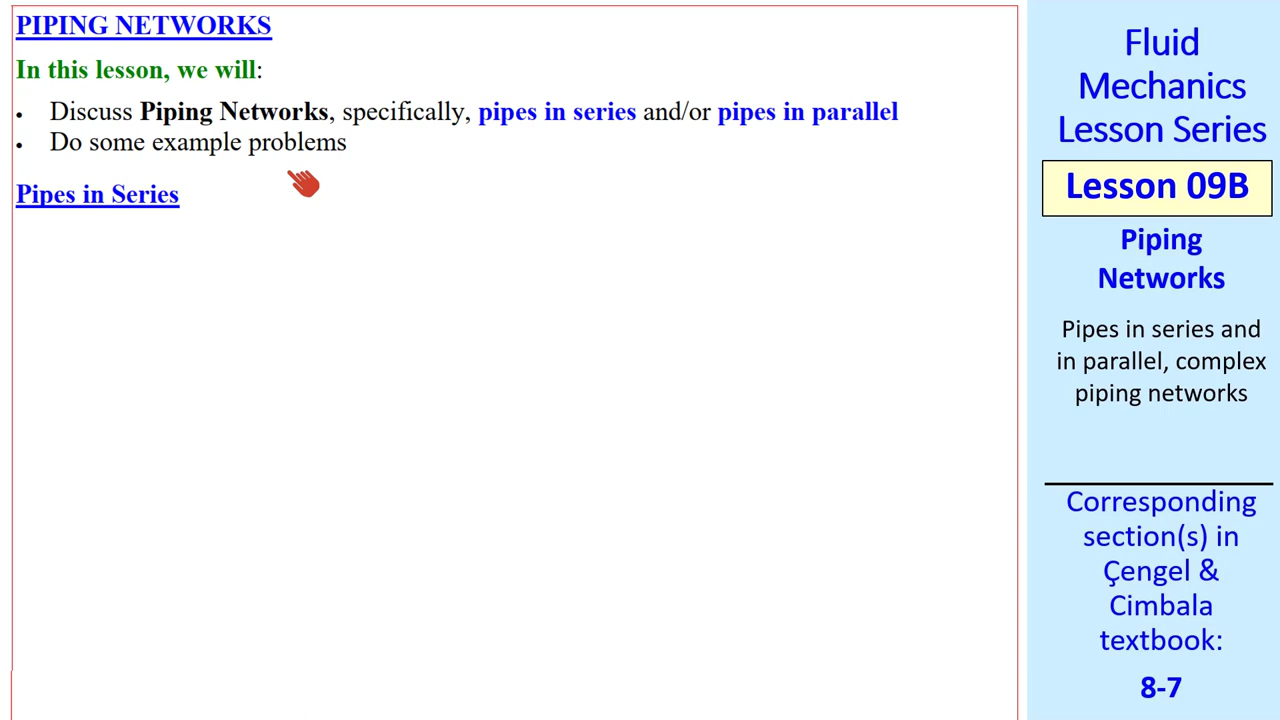 PIPING NETWORKS
In this lesson, we will:
• Discuss Piping Networks, specifically, pipes in series and/or pipes in parallel
• Do some example problems
Pipes in Series
Fluid
Mechanics
Lesson Series
Lesson 09B
Piping
Networks
Pipes in series and
in parallel, complex
piping networks
Corresponding
section(s) in
Çengel &
Cimbala
textbook:
8-7